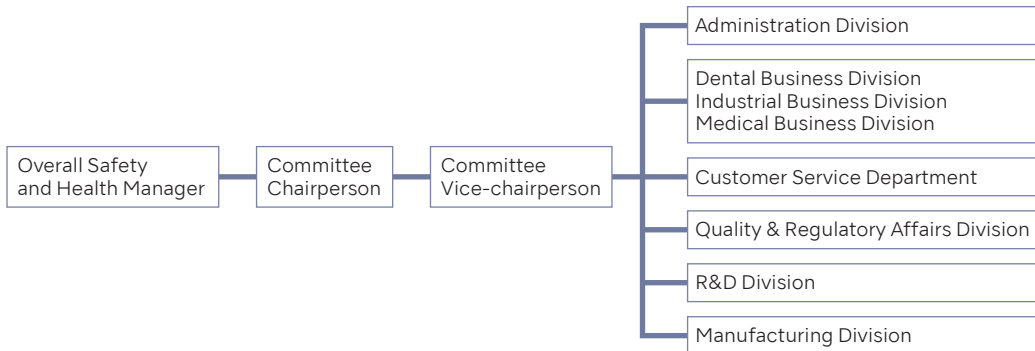 Overall Safety
and Health Manager
Committee
Chairperson
Committee
Vice-chairperson
Administration Division
Dental Business Division
Industrial Business Division
Medical Business Division
Customer Service Department
Quality & Regulatory Affairs Division
R&D Division
Manufacturing Division